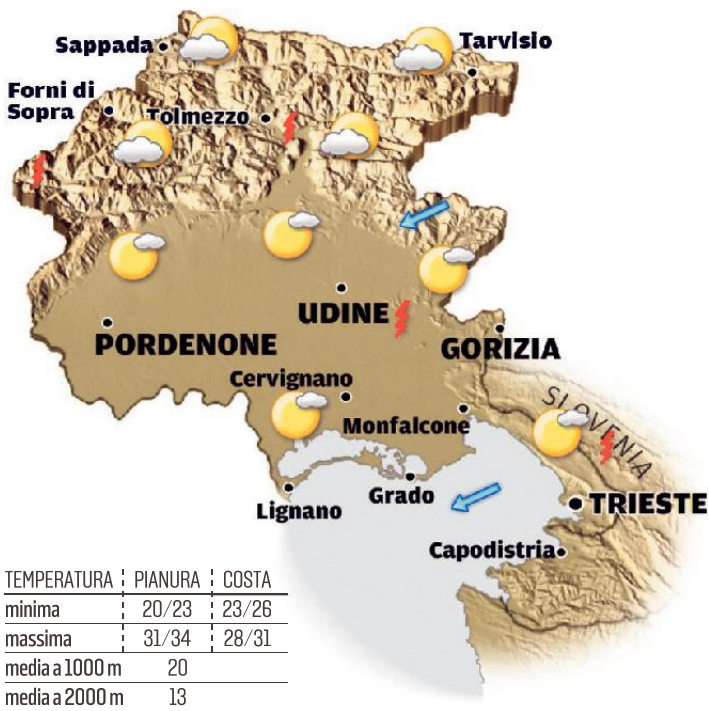 Sappada
Tarvisio
Forni di
Sopra
Tolmezzo
UDINE
PORDENONE
GORIZIA
Cervignano
SLOVENIA
Monfalcone
Lignano
Grado
TRIESTE
Capodistria
TEMPERATURA PIANURA COSTA
minima 20/23 23/26
massima 31/34 28/31
media a 1000 m 20
media a 2000 m 13